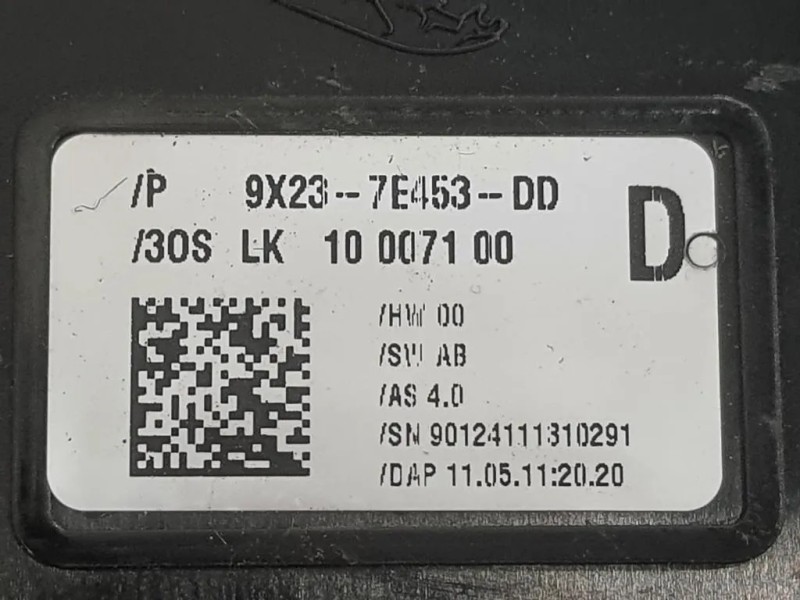 /P 9X23-7E453-DD
D
/3OS LK 10 0071 00
/HW 00
/SW AB
/AS 4.0
/SN 90124111310291
/DAP 11.05.11:20.20